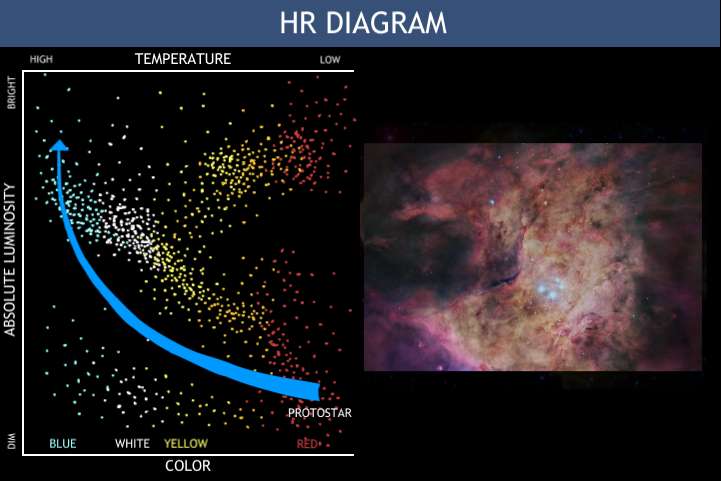 HR DIAGRAM
HIGH TEMPERATURE LOW
BRIGHT
ABSOLUTE LUMINOSITY
DIM
PROTOSTAR
BLUE WHITE YELLOW RED
COLOR